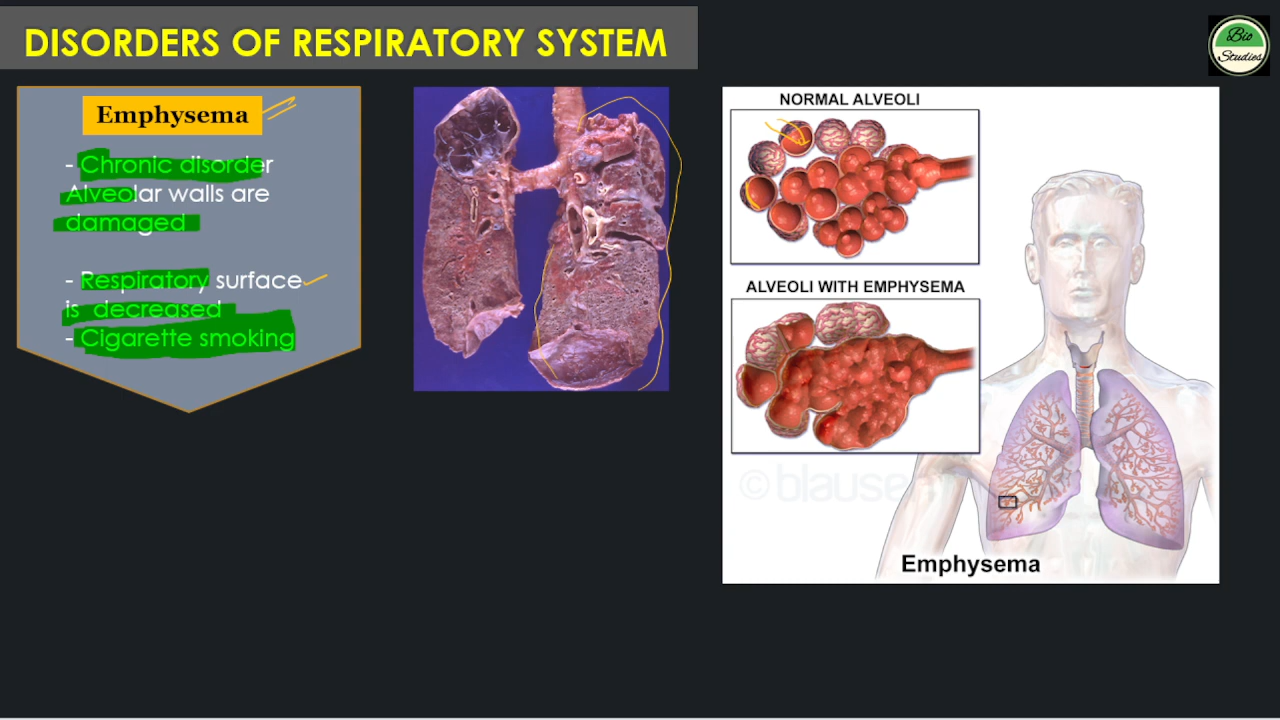 DISORDERS OF RESPIRATORY SYSTEM
Bio
Studies
Emphysema
- Chronic disorder
Alveolar walls are
damaged
- Respiratory surface
is decreased
- Cigarette smoking
NORMAL ALVEOLI
ALVEOLI WITH EMPHYSEMA
© blause
Emphysema